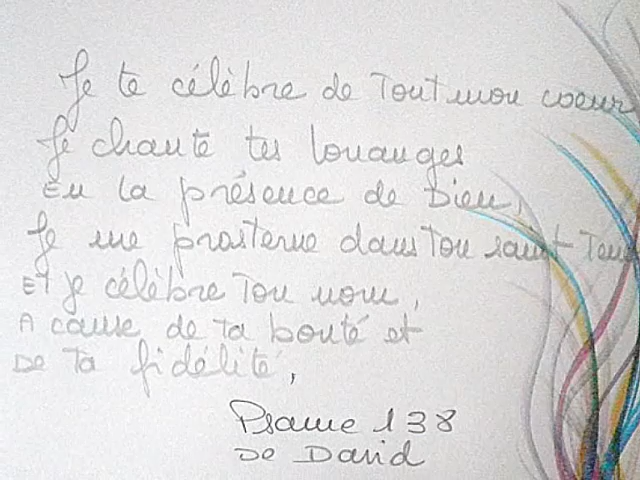 Je te célèbre de Tout mon coeur
Je chante tes louanges
En la présence de Dieu,
Je me prosterne dans Ton saint-
Et je célèbre Ton nom,
A cause de ta bonté et
De Ta fidélité,
Psaume 138
De David